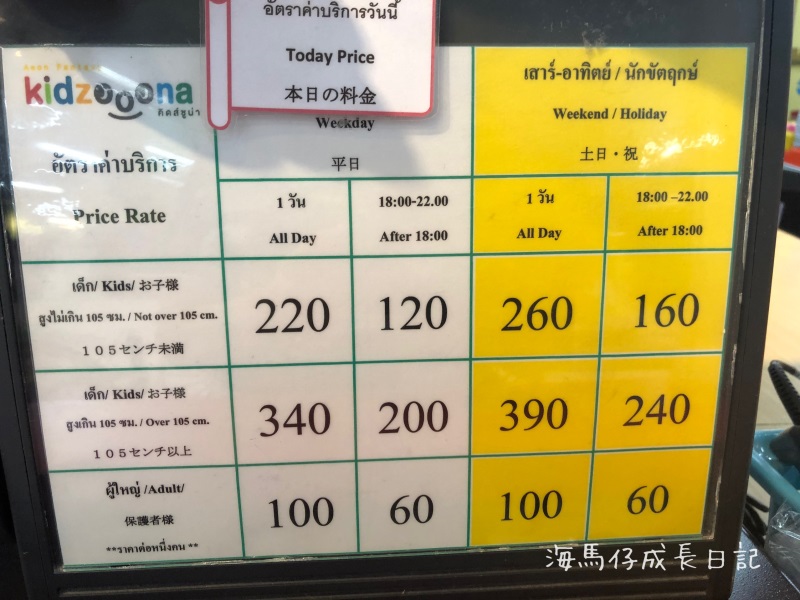 อัตราค่าบริการวันนี้
Today Price
本日の料金
kidzooona
คิดส์ซูน่า
อัตราค่าบริการ
Price Rate
Weekday
平日
เสาร์-อาทิตย์ / นักขัตฤกษ์
Weekend / Holiday
土日・祝
1 วัน
All Day
18:00-22.00
After 18:00
1 วัน
All Day
18:00 –22.00
After 18:00
เด็ก/ Kids/ お子様
สูงไม่เกิน 105 ซม. / Not over 105 cm.
１０５センチ未満
220 120 260 160
เด็ก/ Kids/お子様
สูงเกิน 105 ซม. / Over 105 cm.
１０５センチ以上
340 200 390 240
ผู้ใหญ่ /Adult/
保護者様
**ราคาต่อหนึ่งคน **
100 60 100 60
海馬仔成長日記